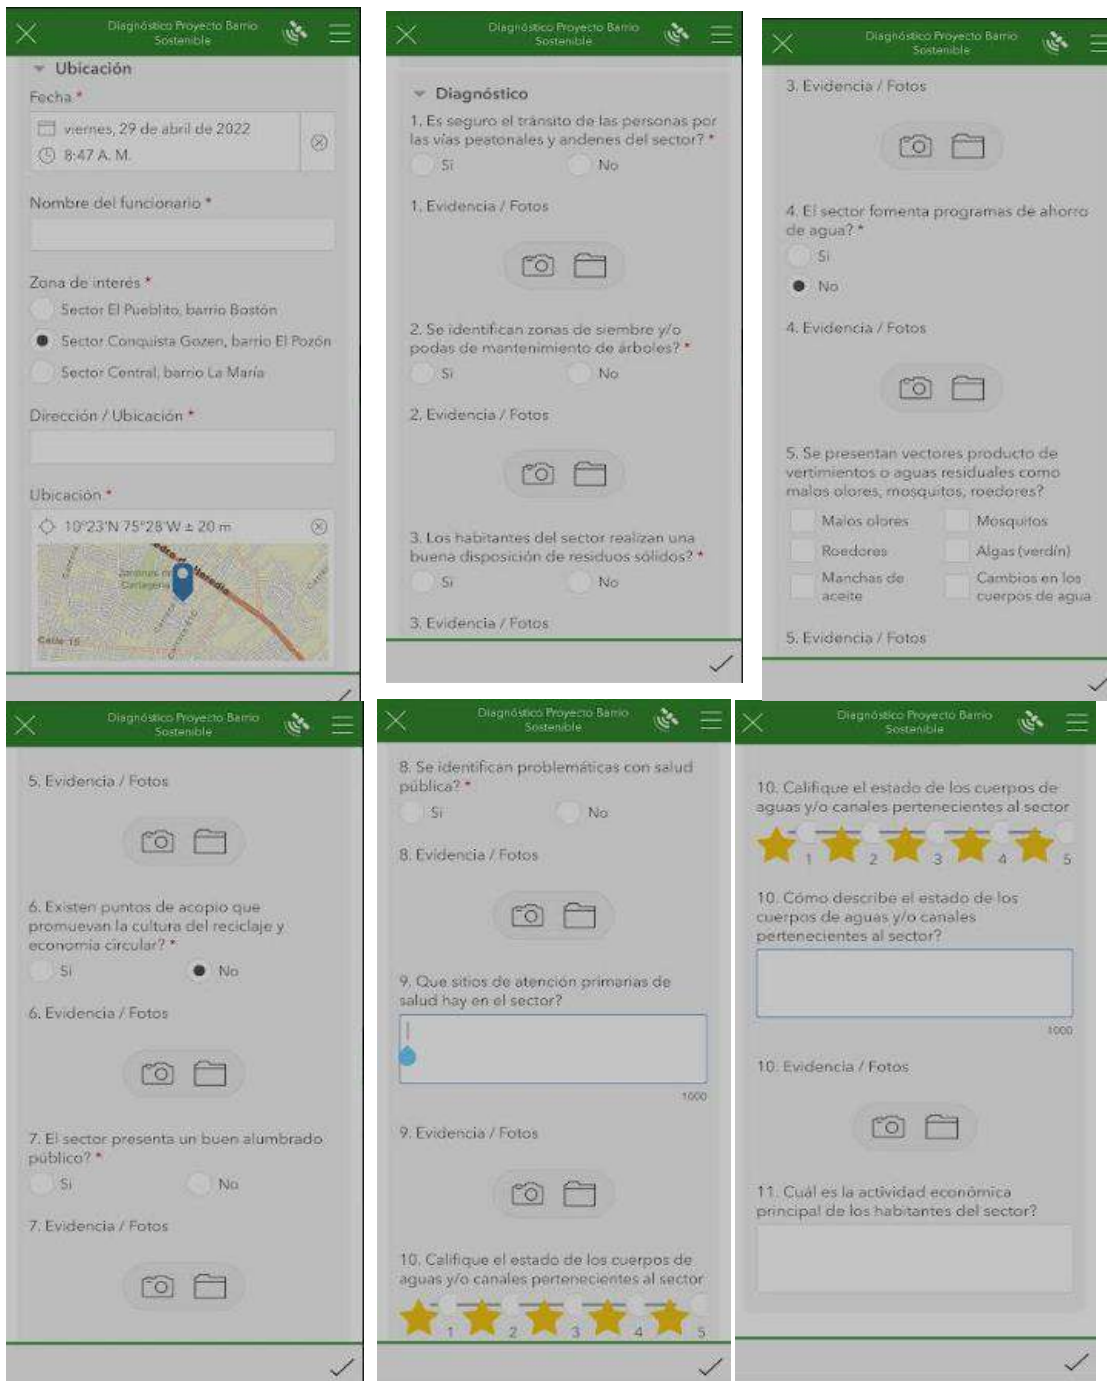 Diagnóstico Proyecto Barrio
Sostenible
Ubicación
Fecha *
viernes, 29 de abril de 2022
8:47 A. M.
Nombre del funcionario *
Zona de interés *
Sector El Pueblito, barrio Bostón
Sector Conquista Gozen, barrio El Pozón
Sector Central, barrio La María
Dirección / Ubicación *
Ubicación *
10°23'N 75°28'W ± 20 m
Cartagena
Heredia
Calle 15
Diagnóstico Proyecto Barrio
Sostenible
Diagnóstico
1. Es seguro el tránsito de las personas por
las vías peatonales y andenes del sector? *
Si
No
1. Evidencia / Fotos
2. Se identifican zonas de siembre y/o
podas de mantenimiento de árboles? *
Si
No
2. Evidencia / Fotos
3. Los habitantes del sector realizan una
buena disposición de residuos sólidos? *
Si
No
3. Evidencia / Fotos
Diagnóstico Proyecto Barrio
Sostenible
3. Evidencia / Fotos
4. El sector fomenta programas de ahorro
de agua? *
Si
No
4. Evidencia / Fotos
5. Se presentan vectores producto de
vertimientos o aguas residuales como
malos olores, mosquitos, roedores?
Malos olores
Mosquitos
Roedores
Algas (verdín)
Manchas de
aceite
Cambios en los
cuerpos de agua
5. Evidencia / Fotos
Diagnóstico Proyecto Barrio
Sostenible
5. Evidencia / Fotos
6. Existen puntos de acopio que
promuevan la cultura del reciclaje y
economía circular? *
Si
No
6. Evidencia / Fotos
7. El sector presenta un buen alumbrado
público? *
Si
No
7. Evidencia / Fotos
Diagnóstico Proyecto Barrio
Sostenible
8. Se identifican problemáticas con salud
pública? *
Si
No
8. Evidencia / Fotos
9. Que sitios de atención primarias de
salud hay en el sector?
1000
9. Evidencia / Fotos
10. Califique el estado de los cuerpos de
aguas y/o canales pertenecientes al sector
1 2 3 4 5
Diagnóstico Proyecto Barrio
Sostenible
10. Califique el estado de los cuerpos de
aguas y/o canales pertenecientes al sector
1 2 3 4 5
10. Cómo describe el estado de los
cuerpos de aguas y/o canales
pertenecientes al sector?
1000
10. Evidencia / Fotos
11. Cuál es la actividad económica
principal de los habitantes del sector?